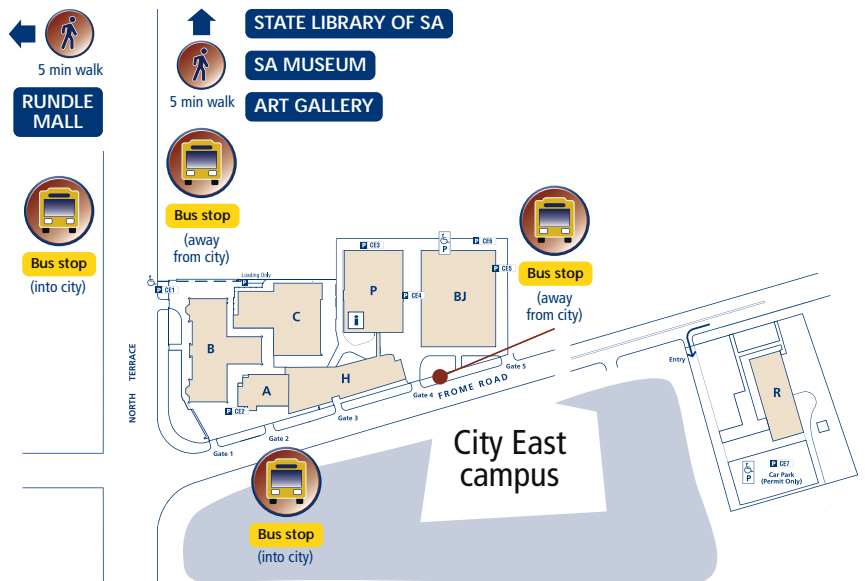 5 min walk
RUNDLE
MALL
STATE LIBRARY OF SA
SA MUSEUM
5 min walk
ART GALLERY
Bus stop
(into city)
Bus stop
(away
from city)
Bus stop
(away
from city)
P CE3
P
P CE6
P CE5
Loading Only
P
P CE1
P
P CE4
BJ
C
i
B
H
A
P CE2
NORTH TERRACE
Gate 1
Gate 2
Gate 3
Gate 4
Gate 5
FROME ROAD
Entry
R
P CE7
P
Car Park
(Permit Only)
City East
campus
Bus stop
(into city)